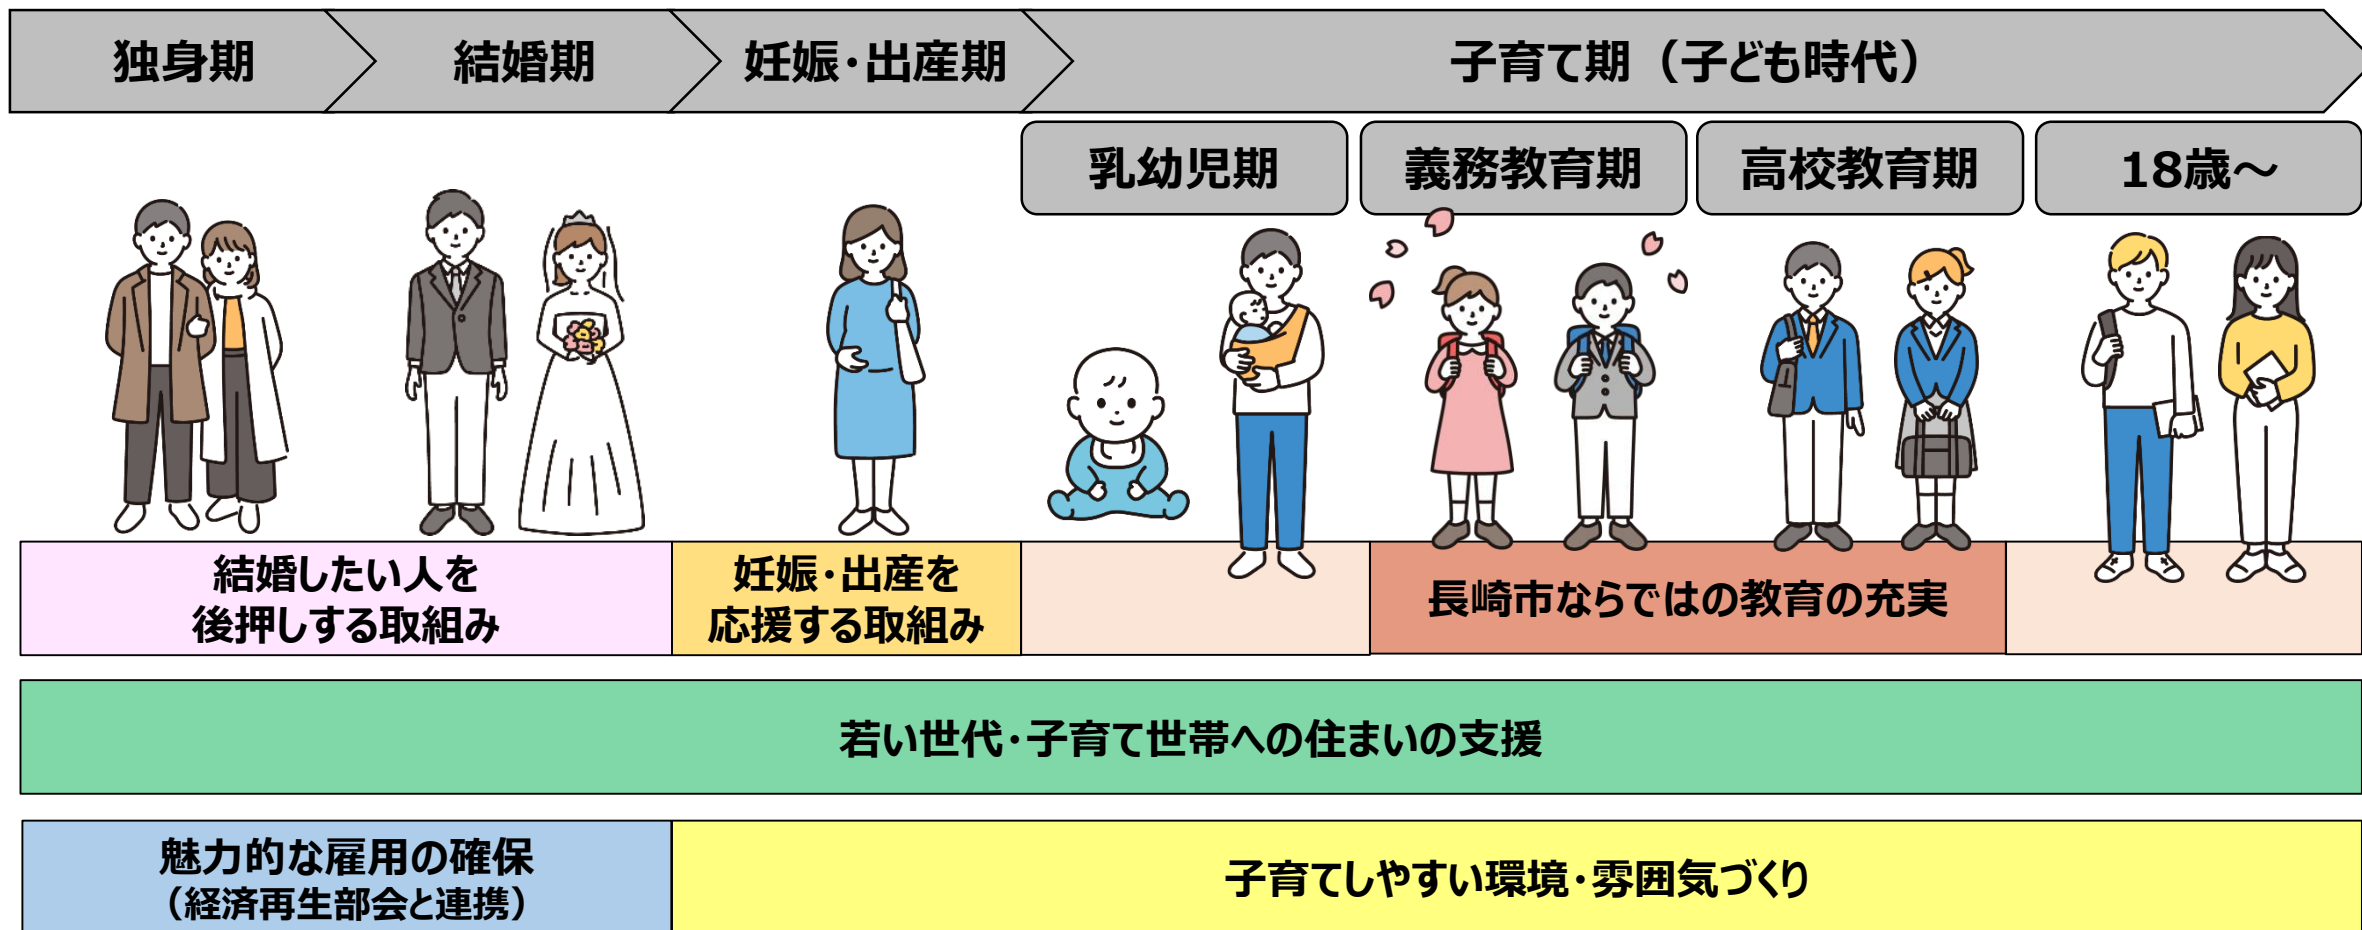 独身期
結婚期
妊娠・出産期
子育て期（子ども時代）
乳幼児期
義務教育期
高校教育期
18歳～
結婚したい人を
後押しする取組み
妊娠・出産を
応援する取組み
長崎市ならではの教育の充実
若い世代・子育て世帯への住まいの支援
魅力的な雇用の確保
（経済再生部会と連携）
子育てしやすい環境・雰囲気づくり